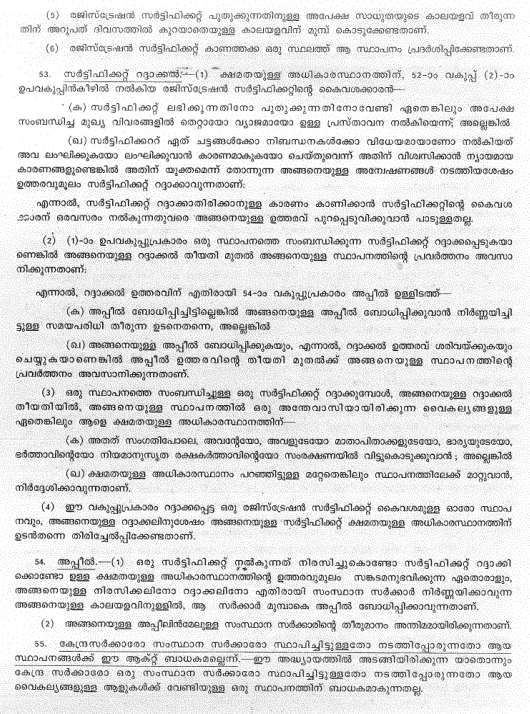 (5) രജിസ്ട്രേഷൻ സർട്ടിഫിക്കറ്റ് പുതുക്കുന്നതിനുള്ള അപേക്ഷ സാധുതയുടെ കാലയളവ് തീരുന്ന
തിന് അറുപത് ദിവസത്തിൽ കുറയാതെയുള്ള കാലയളവിന് മുമ്പ് കൊടുക്കേണ്ടതാണ്.
(6) രജിസ്ട്രേഷൻ സർട്ടിഫിക്കറ്റ് കാണത്തക്ക ഒരു സ്ഥലത്ത് ആ സ്ഥാപനം പ്രദർശിപ്പിക്കേണ്ടതാണ്.
53. സർട്ടിഫിക്കറ്റ് റദ്ദാക്കൽ.—(1) ക്ഷമതയുള്ള അധികാരസ്ഥാനത്തിന്, 52-ാം വകുപ്പ് (2)-ാം
ഉപവകുപ്പിൻകീഴിൽ നൽകിയ രജിസ്ട്രേഷൻ സർട്ടിഫിക്കറ്റിന്റെ കൈവശക്കാരൻ—
(ക) സർട്ടിഫിക്കറ്റ് ലഭിക്കുന്നതിനോ പുതുക്കുന്നതിനോവേണ്ടി ഏതെങ്കിലും അപേക്ഷ
സംബന്ധിച്ച മുഖ്യ വിവരങ്ങളിൽ തെറ്റായോ വ്യാജമായോ ഉള്ള പ്രസ്താവന നൽകിയെന്ന്; അല്ലെങ്കിൽ
(ഖ) സർട്ടിഫിക്കററ് ഏത് ചട്ടങ്ങൾക്കോ നിബന്ധനകൾക്കോ വിധേയമായാണോ നൽകിയത്
അവ ലംഘിക്കുകയോ ലംഘിക്കുവാൻ കാരണമാകുകയോ ചെയ്തുവെന്ന് അതിന് വിശ്വസിക്കാൻ ന്യായമായ
കാരണങ്ങളുണ്ടെങ്കിൽ അതിന് യുക്തമെന്ന് തോന്നുന്ന അങ്ങനെയുള്ള അന്വേഷണങ്ങൾ നടത്തിയശേഷം
ഉത്തരവുമൂലം സർട്ടിഫിക്കറ്റ് റദ്ദാക്കാവുന്നതാണ്:
എന്നാൽ, സർട്ടിഫിക്കറ്റ് റദ്ദാക്കാതിരിക്കാനുള്ള കാരണം കാണിക്കാൻ സർട്ടിഫിക്കറ്റിന്റെ കൈവശ
ക്കാരന് ഒരവസരം നൽകുന്നതുവരെ അങ്ങനെയുള്ള ഉത്തരവ് പുറപ്പെടുവിക്കുവാൻ പാടുള്ളതല്ല.
(2) (1)-ാം ഉപവകുപ്പുപ്രകാരം ഒരു സ്ഥാപനത്തെ സംബന്ധിക്കുന്ന സർട്ടിഫിക്കറ്റ് റദ്ദാക്കപ്പെടുകയാ
ണെങ്കിൽ അങ്ങനെയുള്ള റദ്ദാക്കൽ തീയതി മുതൽ അങ്ങനെയുള്ള സ്ഥാപനത്തിന്റെ പ്രവർത്തനം അവസാ
നിക്കുന്നതാണ്:
എന്നാൽ, റദ്ദാക്കൽ ഉത്തരവിന് എതിരായി 54-ാം വകുപ്പുപ്രകാരം അപ്പീൽ ഉള്ളിടത്ത്—
(ക) അപ്പീൽ ബോധിപ്പിച്ചിട്ടില്ലെങ്കിൽ അങ്ങനെയുള്ള അപ്പീൽ ബോധിപ്പിക്കുവാൻ നിർണ്ണയിച്ചി
ട്ടുള്ള സമയപരിധി തീരുന്ന ഉടനെതന്നെ, അല്ലെങ്കിൽ
(ഖ) അങ്ങനെയുള്ള അപ്പീൽ ബോധിപ്പിക്കുകയും, എന്നാൽ, റദ്ദാക്കൽ ഉത്തരവ് ശരിവയ്ക്കുകയും
ചെയ്യുകയാണെങ്കിൽ അപ്പീൽ ഉത്തരവിന്റെ തീയതി മുതൽക്ക് അങ്ങനെയുള്ള സ്ഥാപനത്തിന്റെ
പ്രവർത്തനം അവസാനിക്കുന്നതാണ്.
(3) ഒരു സ്ഥാപനത്തെ സംബന്ധിച്ചുള്ള ഒരു സർട്ടിഫിക്കറ്റ് റദ്ദാക്കുമ്പോൾ, അങ്ങനെയുള്ള റദ്ദാക്കൽ
തീയതിയിൽ, അങ്ങനെയുള്ള സ്ഥാപനത്തിൽ ഒരു അന്തേവാസിയായിരിക്കുന്ന വൈകല്യങ്ങളുള്ള
ഏതെങ്കിലും ആളെ ക്ഷമതയുള്ള അധികാരസ്ഥാനത്തിന്—
(ക) അതത് സംഗതിപോലെ, അവന്റേയോ, അവളുടേയോ മാതാപിതാക്കളുടേയോ, ഭാര്യയുടേയോ,
ഭർത്താവിന്റേയോ നിയമാനുസൃത രക്ഷകർത്താവിന്റേയോ സംരക്ഷണയിൽ വിട്ടുകൊടുക്കുവാൻ; അല്ലെങ്കിൽ
(ഖ) ക്ഷമതയുള്ള അധികാരസ്ഥാനം പറഞ്ഞിട്ടുള്ള മറ്റേതെങ്കിലും സ്ഥാപനത്തിലേക്ക് മാറ്റുവാൻ,
നിർദ്ദേശിക്കാവുന്നതാണ്.
(4) ഈ വകുപ്പുപ്രകാരം റദ്ദാക്കപ്പെട്ട ഒരു രജിസ്ട്രേഷൻ സർട്ടിഫിക്കറ്റ് കൈവശമുള്ള ഓരോ സ്ഥാപ
നവും, അങ്ങനെയുള്ള റദ്ദാക്കലിനുശേഷം അങ്ങനെയുള്ള സർട്ടിഫിക്കറ്റ് ക്ഷമതയുള്ള അധികാരസ്ഥാനത്തിന്
ഉടൻതന്നെ തിരിച്ചേൽപ്പിക്കേണ്ടതാണ്.
54. അപ്പീൽ.—(1) ഒരു സർട്ടിഫിക്കറ്റ് നൽകുന്നത് നിരസിച്ചുകൊണ്ടോ സർട്ടിഫിക്കറ്റ് റദ്ദാക്കി
ക്കൊണ്ടോ ഉള്ള ക്ഷമതയുള്ള അധികാരസ്ഥാനത്തിന്റെ ഉത്തരവുമൂലം സങ്കടമനുഭവിക്കുന്ന ഏതൊരാളും,
അങ്ങനെയുള്ള നിരസിക്കലിനോ റദ്ദാക്കലിനോ എതിരായി സംസ്ഥാന സർക്കാർ നിർണ്ണയിക്കാവുന്ന
അങ്ങനെയുള്ള കാലയളവിനുള്ളിൽ, ആ സർക്കാർ മുമ്പാകെ അപ്പീൽ ബോധിപ്പിക്കാവുന്നതാണ്.
(2) അങ്ങനെയുള്ള അപ്പീലിൻമേലുള്ള സംസ്ഥാന സർക്കാരിന്റെ തീരുമാനം അന്തിമമായിരിക്കുന്നതാണ്.
55. കേന്ദ്രസർക്കാരോ സംസ്ഥാന സർക്കാരോ സ്ഥാപിച്ചിട്ടുള്ളതോ നടത്തിപ്പോരുന്നതോ ആയ
സ്ഥാപനങ്ങൾക്ക് ഈ ആക്റ്റ് ബാധകമല്ലെന്ന്.—ഈ അദ്ധ്യായത്തിൽ അടങ്ങിയിരിക്കുന്ന യാതൊന്നും
കേന്ദ്ര സർക്കാരോ ഒരു സംസ്ഥാന സർക്കാരോ സ്ഥാപിച്ചിട്ടുള്ളതോ നടത്തിപ്പോരുന്നതോ ആയ
വൈകല്യങ്ങളുള്ള ആളുകൾക്ക് വേണ്ടിയുള്ള ഒരു സ്ഥാപനത്തിന് ബാധകമാകുന്നതല്ല.